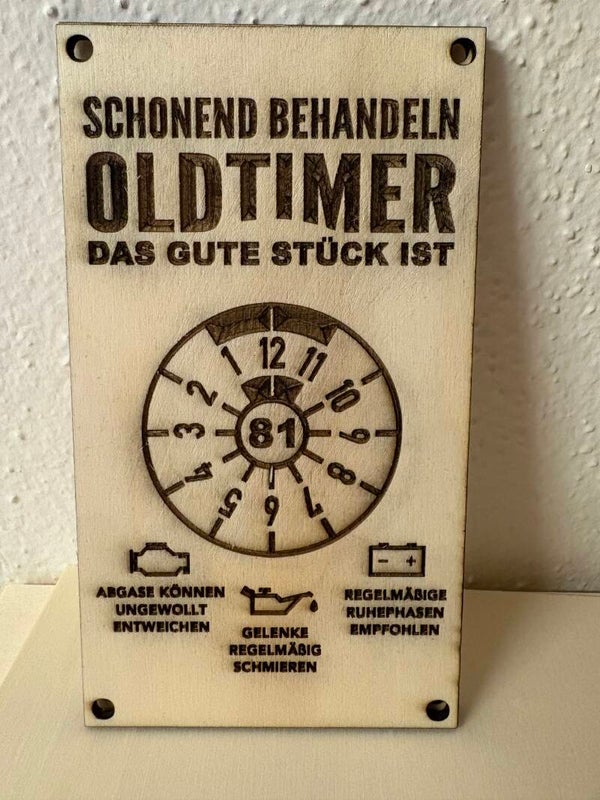 SCHONEND BEHANDELN
OLDTIMER
DAS GUTE STÜCK IST
1 12 11
2 10
3 81 9
4 8
5 6 7
- +
ABGASE KÖNNEN
UNGEWOLLT
ENTWEICHEN
GELENKE
REGELMÄßIG
SCHMIEREN
REGELMÄßIGE
RUHEPHASEN
EMPFOHLEN